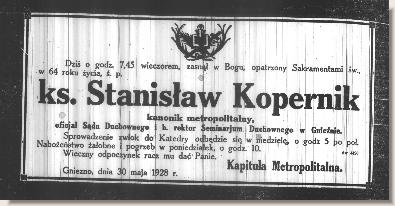 Dziś o godz. 7,45 wieczorem, zasnął w Bogu, opatrzony Sakramentami św.,
w 64 roku życia, ś. p.
ks. Stanisław Kopernik
kanonik metropolitalny,
oficjał Sądu Duchownego i b. rektor Seminarjum Duchownego w Gnieźnie.
Sprowadzenie zwłok do Katedry odbędzie się w niedzielę, o godz 5 po poł.
Nabożeństwo żałobne i pogrzeb w poniedziałek, o godz. 10.
Wieczny odpoczynek racz mu dać Panie.
Kapituła Metropolitalna.
Gniezno, dnia 30 maja 1928 r.